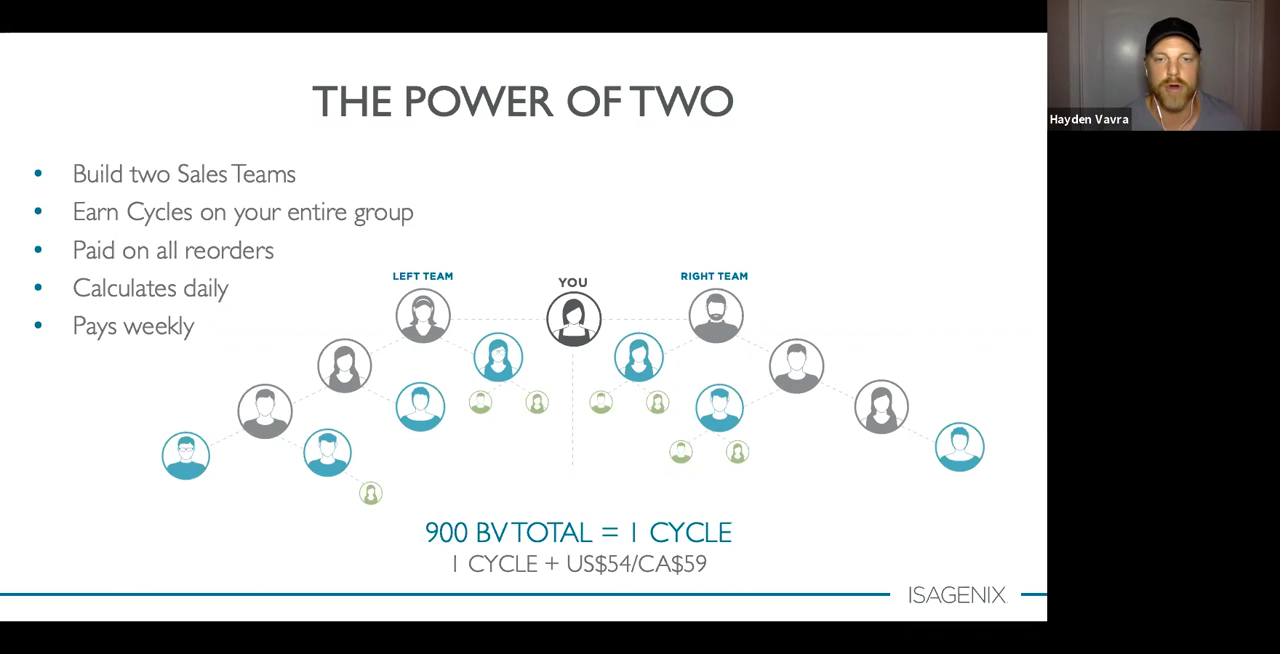 THE POWER OF TWO
Hayden Vavra
• Build two Sales Teams
• Earn Cycles on your entire group
• Paid on all reorders
• Calculates daily
• Pays weekly
LEFT TEAM
YOU
RIGHT TEAM
900 BV TOTAL = 1 CYCLE
1 CYCLE + US$54/CA$59
ISAGENIX